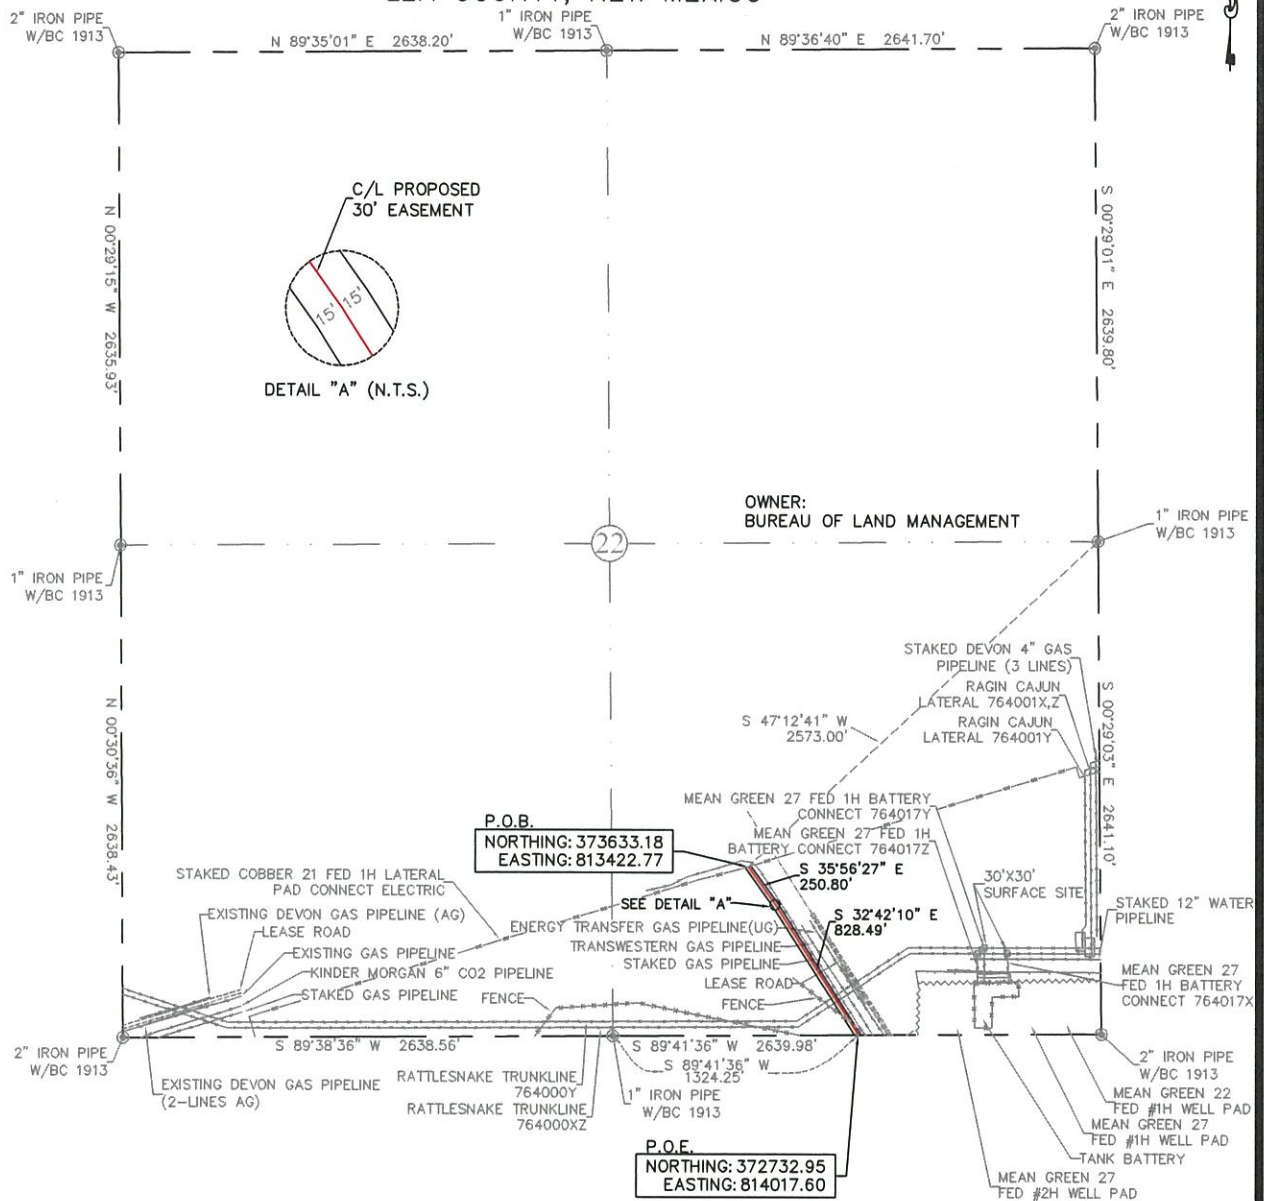 2" IRON PIPE
W/BC 1913
N 89°35'01" E 2638.20'
1" IRON PIPE
W/BC 1913
N 89°36'40" E 2641.70'
2" IRON PIPE
W/BC 1913
N 00°29'15" W 2635.93'
C/L PROPOSED
30' EASEMENT
15' 15'
DETAIL "A" (N.T.S.)
S 00°29'01" E 2639.80'
OWNER:
BUREAU OF LAND MANAGEMENT
22
1" IRON PIPE
W/BC 1913
1" IRON PIPE
W/BC 1913
N 00°30'36" W 2638.43'
STAKED DEVON 4" GAS
PIPELINE (3 LINES)
RAGIN CAJUN
LATERAL 764001X,Z
RAGIN CAJUN
LATERAL 764001Y
S 00°29'03" E 2641.10'
S 47°12'41" W
2573.00'
MEAN GREEN 27 FED 1H BATTERY
CONNECT 764017Y
MEAN GREEN 27 FED 1H
BATTERY CONNECT 764017Z
P.O.B.
NORTHING: 373633.18
EASTING: 813422.77
S 35°56'27" E
250.80'
30'X30'
SURFACE SITE
STAKED COBBER 21 FED 1H LATERAL
PAD CONNECT ELECTRIC
SEE DETAIL "A"
S 32°42'10" E
828.49'
STAKED 12" WATER
PIPELINE
EXISTING DEVON GAS PIPELINE (AG)
LEASE ROAD
EXISTING GAS PIPELINE
KINDER MORGAN 6" CO2 PIPELINE
STAKED GAS PIPELINE
FENCE
ENERGY TRANSFER GAS PIPELINE(UG)
TRANSWESTERN GAS PIPELINE
STAKED GAS PIPELINE
LEASE ROAD
FENCE
MEAN GREEN 27
FED 1H BATTERY
CONNECT 764017X
2" IRON PIPE
W/BC 1913
S 89°38'36" W 2638.56'
S 89°41'36" W 2639.98'
S 89°41'36" W
1324.25'
2" IRON PIPE
W/BC 1913
EXISTING DEVON GAS PIPELINE
(2-LINES AG)
RATTLESNAKE TRUNKLINE
764000Y
RATTLESNAKE TRUNKLINE
764000XZ
1" IRON PIPE
W/BC 1913
MEAN GREEN 22
FED #1H WELL PAD
MEAN GREEN 27
FED #1H WELL PAD
TANK BATTERY
MEAN GREEN 27
FED #2H WELL PAD
P.O.E.
NORTHING: 372732.95
EASTING: 814017.60